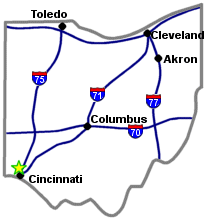 Toledo
Cleveland
Akron
75
71
77
Columbus
70
Cincinnati